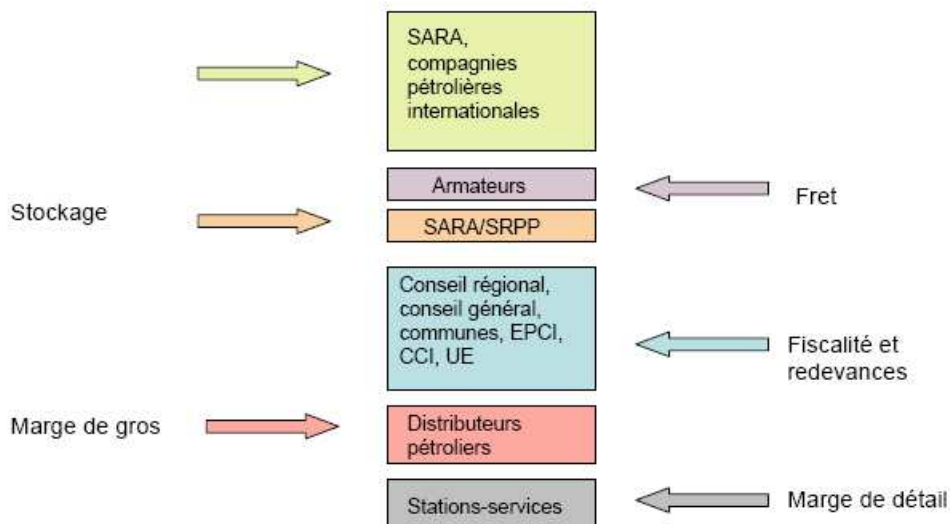 SARA,
compagnies
pétrolières
internationales
Armateurs
Fret
Stockage
SARA/SRPP
Conseil régional,
conseil général,
communes, EPCI,
CCI, UE
Fiscalité et
redevances
Marge de gros
Distributeurs
pétroliers
Stations-services
Marge de détail